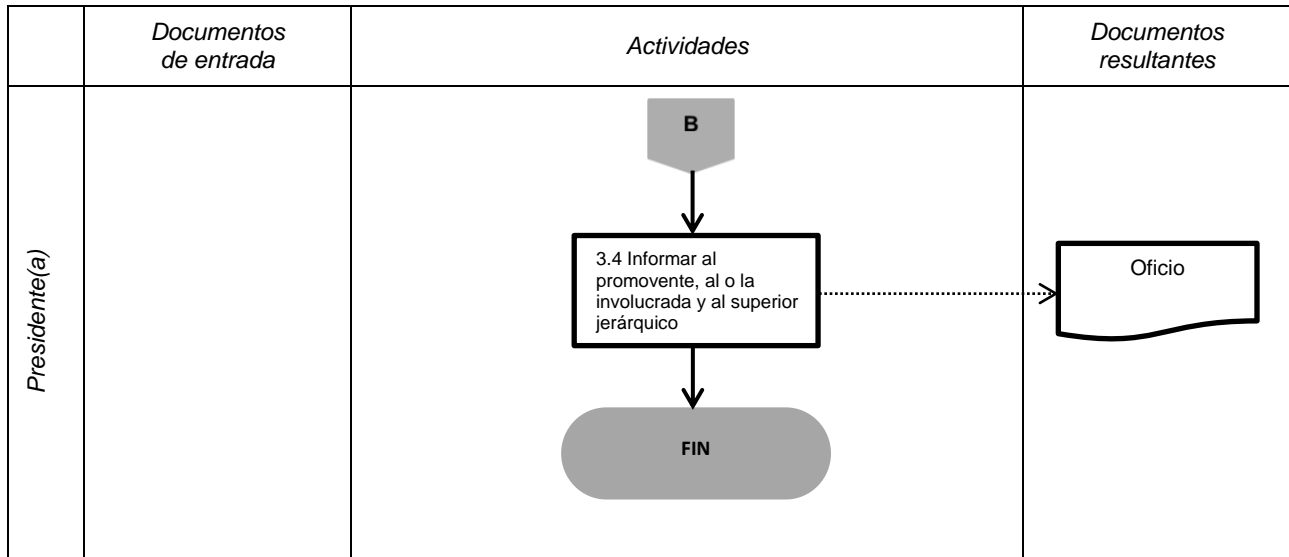 Documentos
de entrada
Actividades
Documentos
resultantes
Presidente(a)
B
3.4 Informar al
promovente, al o la
involucrada y al superior
jerárquico
Oficio
FIN